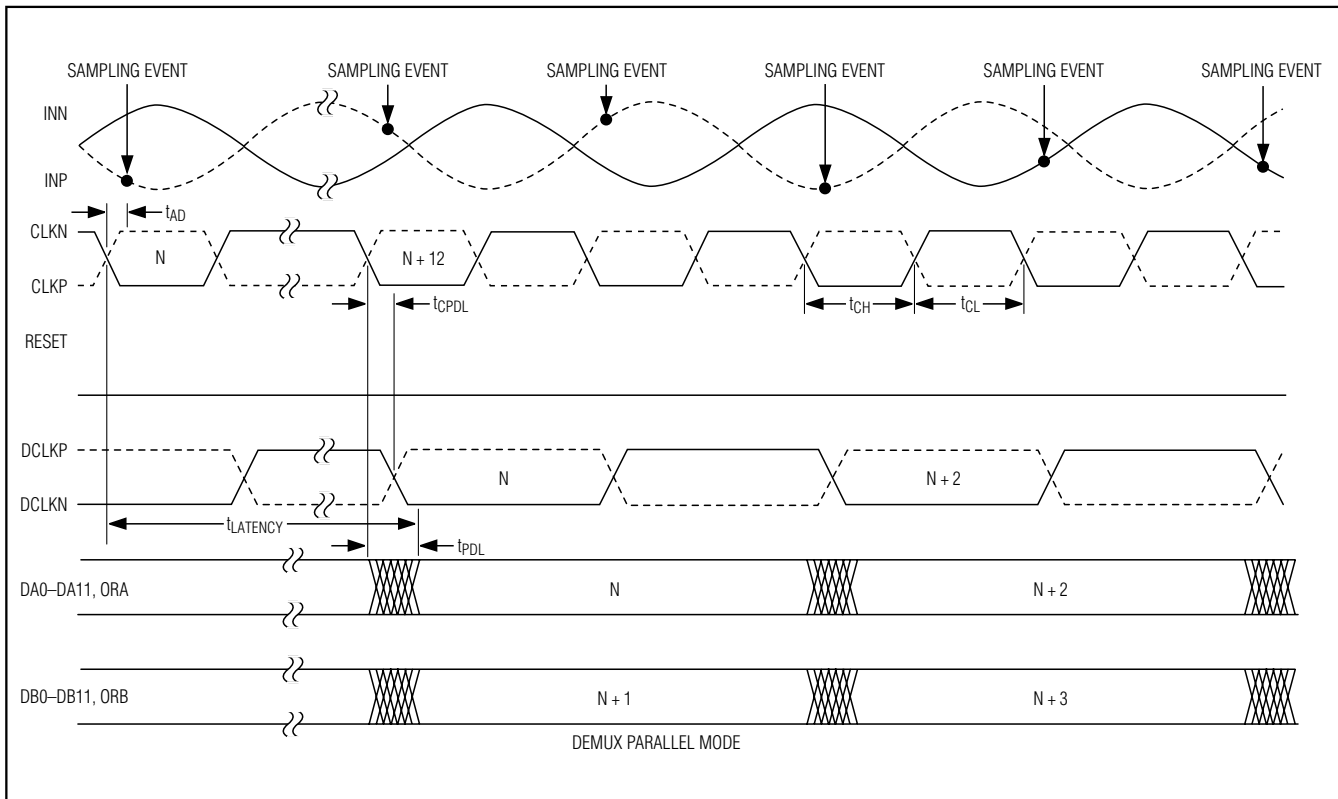 SAMPLING EVENT SAMPLING EVENT SAMPLING EVENT SAMPLING EVENT SAMPLING EVENT SAMPLING EVENT
INN
INP
tAD
CLKN
N N + 12
CLKP
tCPDL tCH tCL
RESET
DCLKP
N N + 2
DCLKN
tLATENCY
tPDL
DA0–DA11, ORA N N + 2
DB0–DB11, ORB N + 1 N + 3
DEMUX PARALLEL MODE